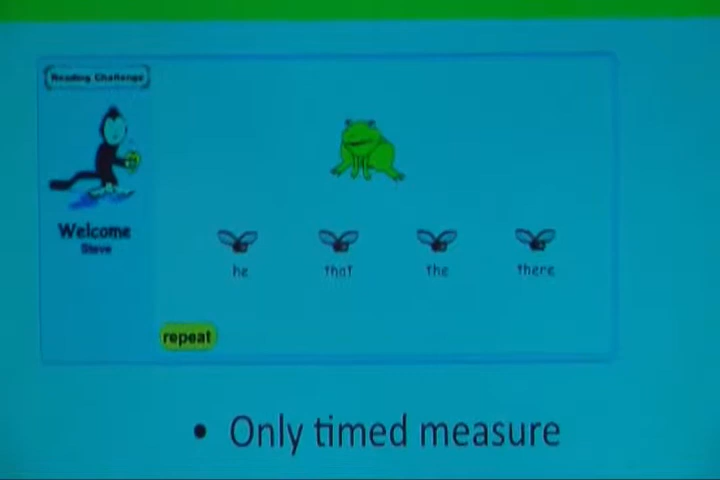 Reading Challenge
Welcome
Steve
he that the there
repeat
• Only timed measure